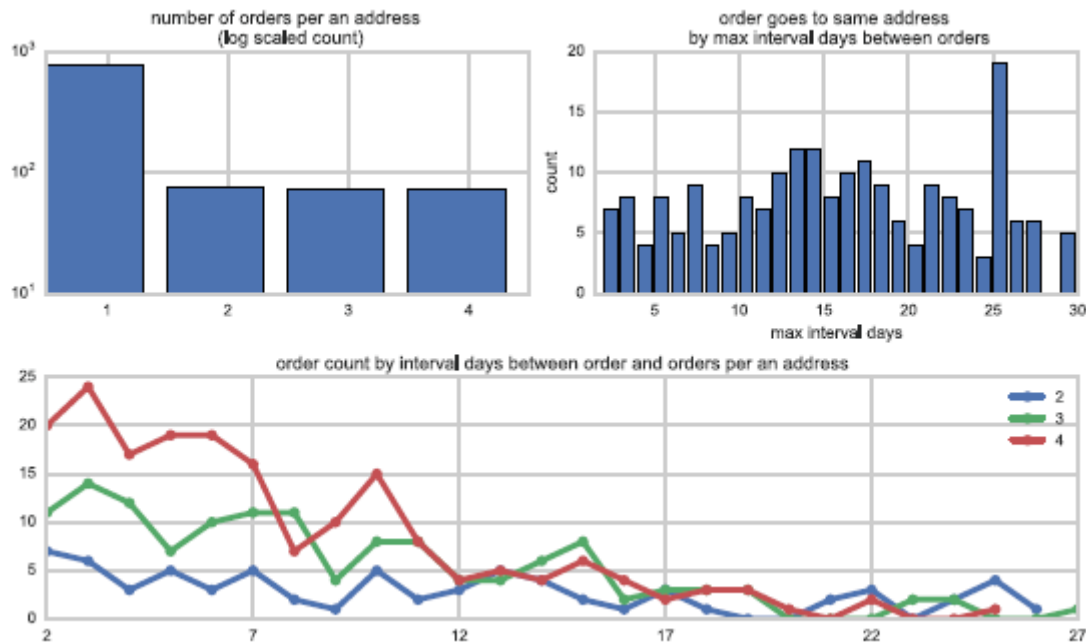 number of orders per an address
(log scaled count)
10³
10²
10¹
1 2 3 4
order goes to same address
by max interval days between orders
20
15
10
5
0
count
5 10 15 20 25 30
max interval days
order count by interval days between order and orders per an address
25
20
15
10
5
0
2 7 12 17 22 27
2
3
4